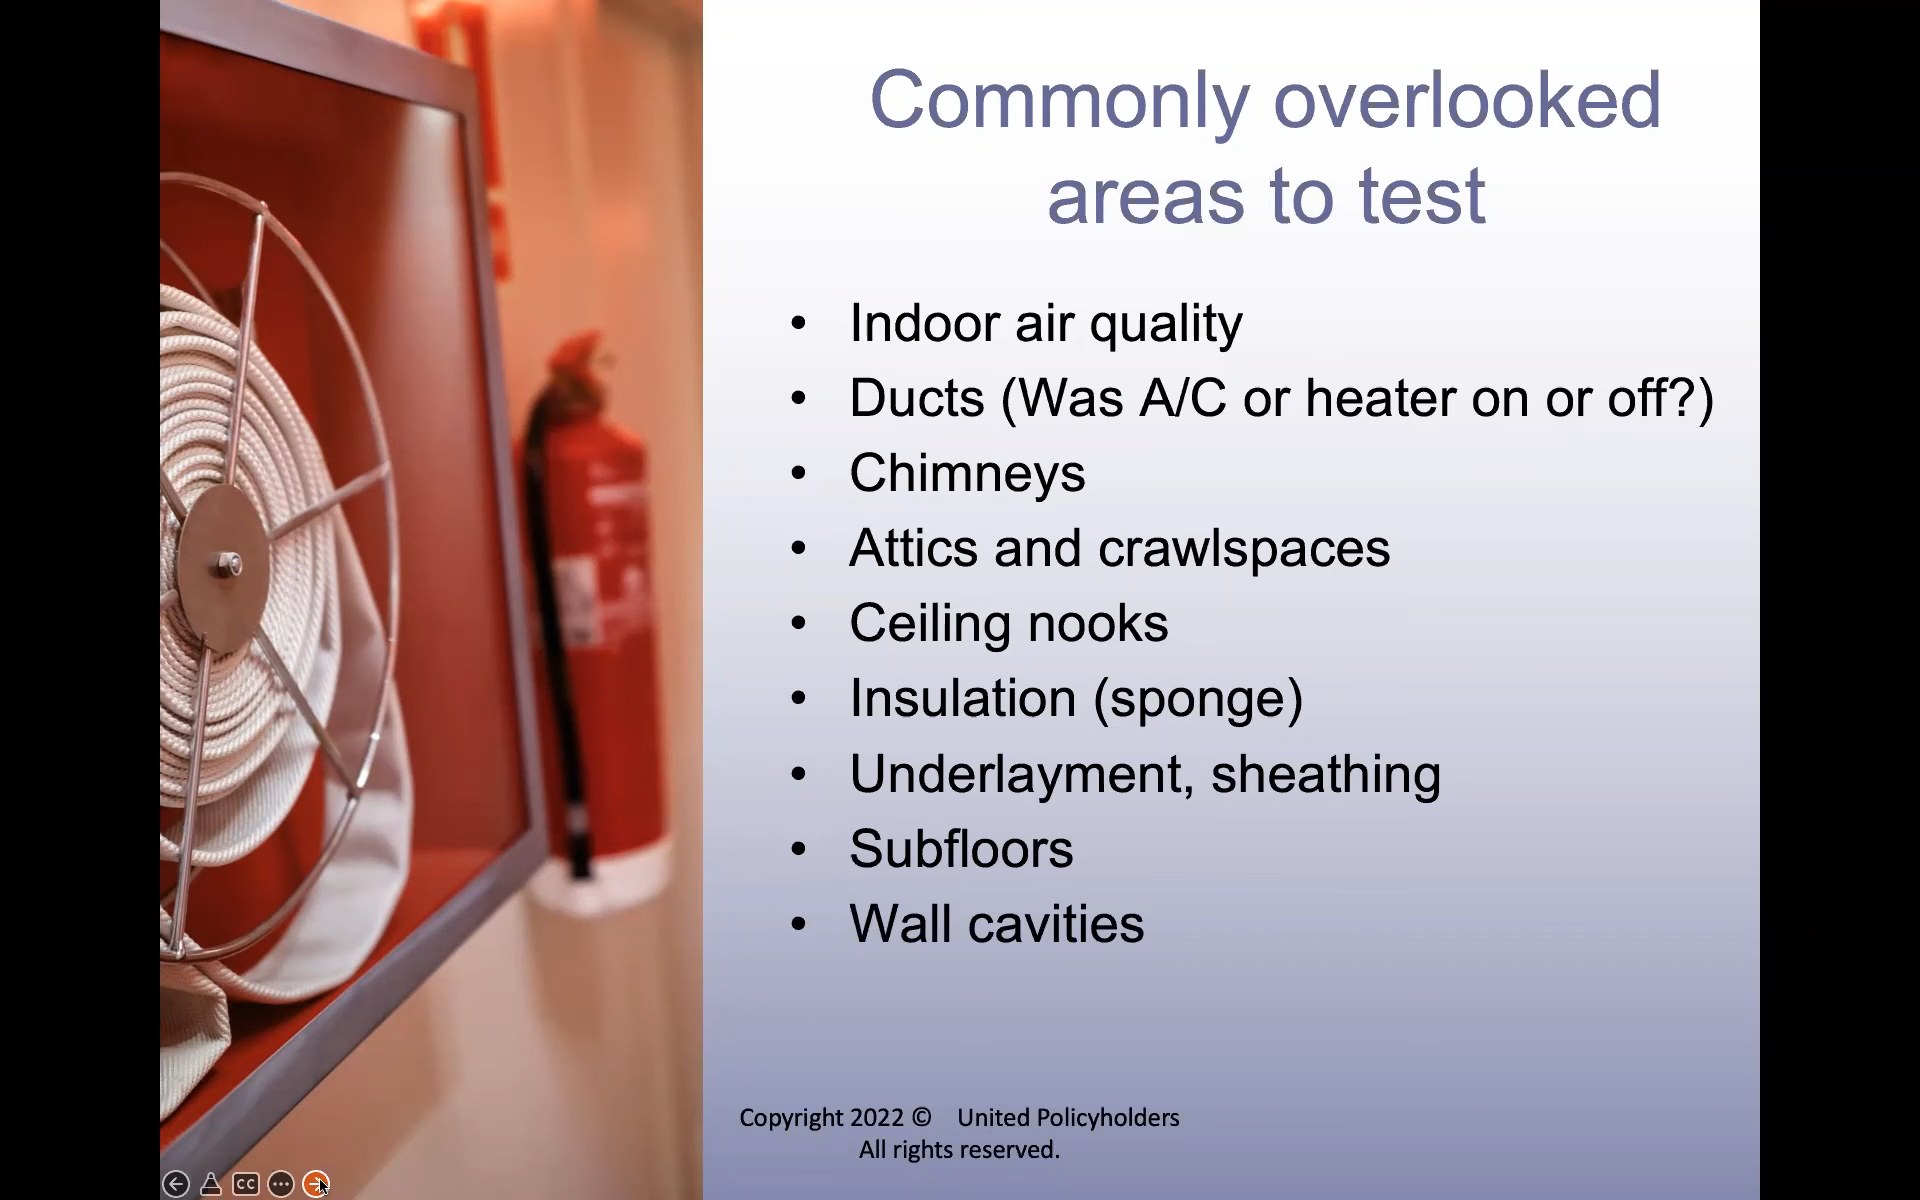 Commonly overlooked
areas to test
• Indoor air quality
• Ducts (Was A/C or heater on or off?)
• Chimneys
• Attics and crawlspaces
• Ceiling nooks
• Insulation (sponge)
• Underlayment, sheathing
• Subfloors
• Wall cavities
Copyright 2022 © United Policyholders
All rights reserved.
CC